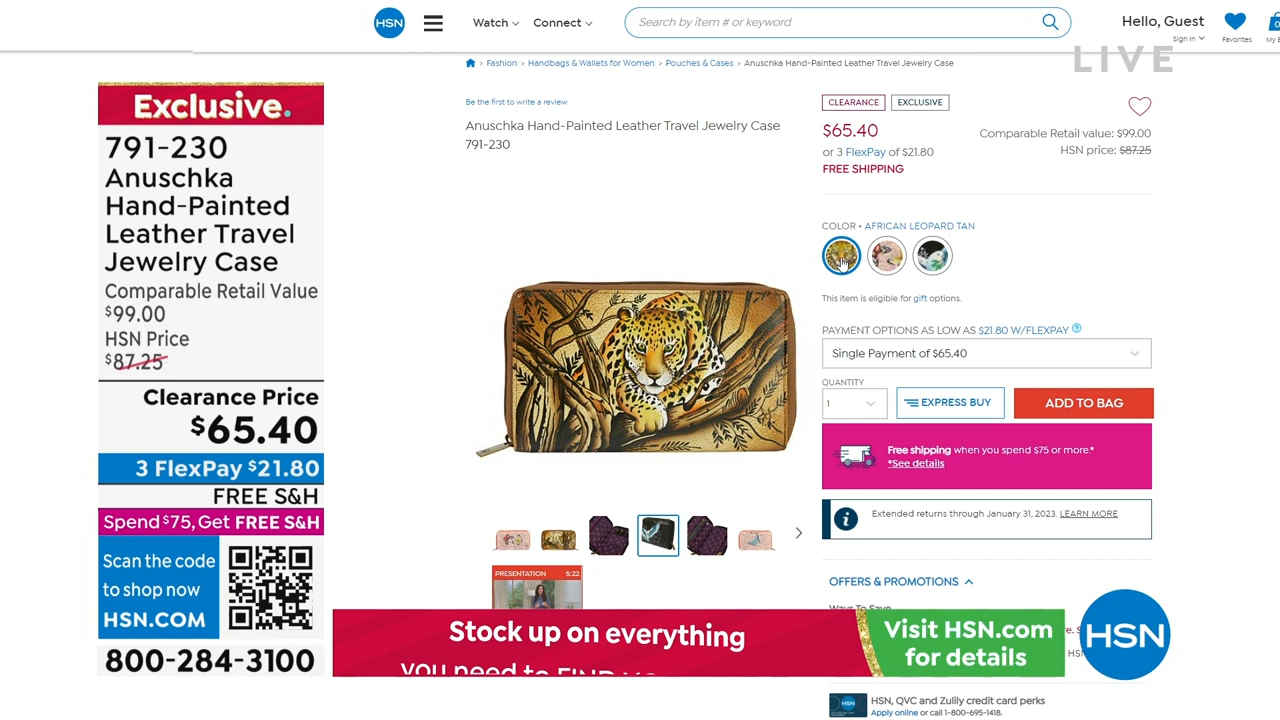 HSN
Watch
Connect
Search by item # or keyword
Hello, Guest
Sign In
Favorites
0
LIVE
> Fashion > Handbags & Wallets for Women > Pouches & Cases > Anuschka Hand-Painted Leather Travel Jewelry Case
Exclusive.
791-230
Anuschka
Hand-Painted
Leather Travel
Jewelry Case
Comparable Retail Value
$99.00
HSN Price
$87.25
Clearance Price
$65.40
3 FlexPay $21.80
FREE S&H
Spend $75, Get FREE S&H
Scan the code
to shop now
HSN.COM
800-284-3100
Be the first to write a review
Anuschka Hand-Painted Leather Travel Jewelry Case
791-230
CLEARANCE
EXCLUSIVE
$65.40
Comparable Retail value: $99.00
or 3 FlexPay of $21.80
HSN price: $87.25
FREE SHIPPING
COLOR • AFRICAN LEOPARD TAN
This item is eligible for gift options.
PAYMENT OPTIONS AS LOW AS $21.80 W/FLEXPAY ?
Single Payment of $65.40
QUANTITY
1
EXPRESS BUY
ADD TO BAG
Free shipping when you spend $75 or more.*
*See details
i
Extended returns through January 31, 2023. LEARN MORE
OFFERS & PROMOTIONS
Ways To Save
PRESENTATION 5:22
Stock up on everything
you need to
Visit HSN.com
for details
HSN
HSN, QVC and Zulily credit card perks
Apply online or call 1-800-695-1418.